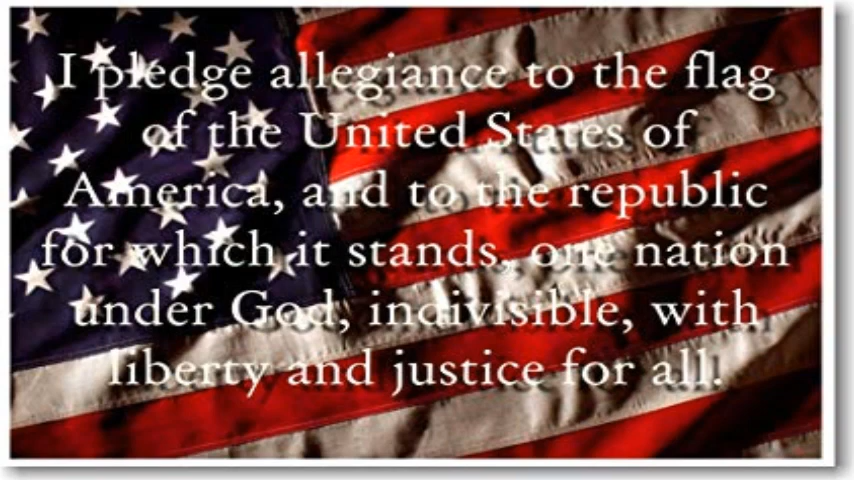 I pledge allegiance to the flag
of the United States of
America, and to the republic
for which it stands, one nation
under God, indivisible, with
liberty and justice for all.